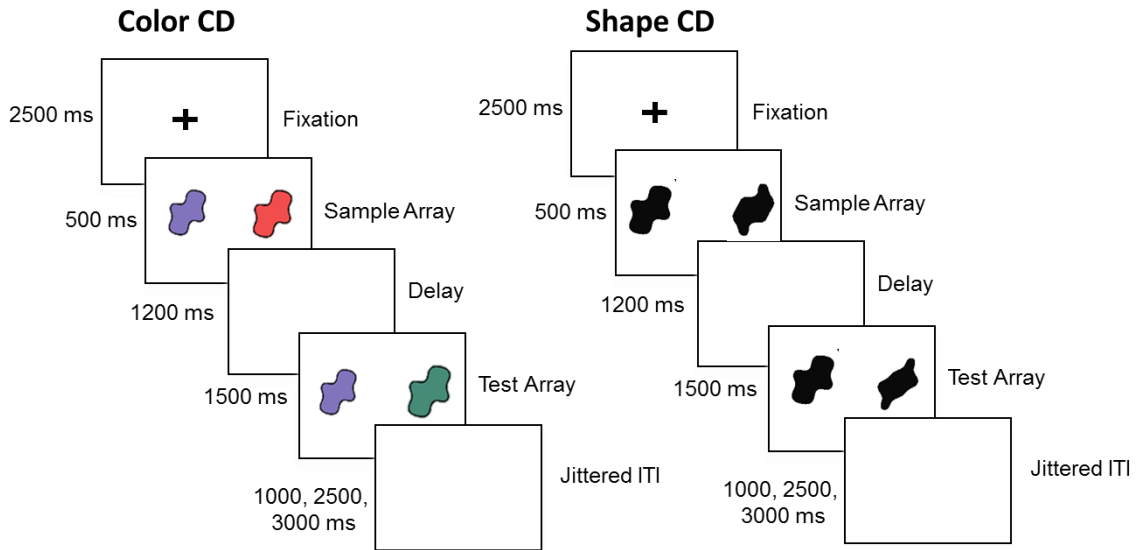 Color CD
2500 ms
Fixation
500 ms
Sample Array
1200 ms
Delay
1500 ms
Test Array
1000, 2500,
3000 ms
Jittered ITI
Shape CD
2500 ms
Fixation
500 ms
Sample Array
1200 ms
Delay
1500 ms
Test Array
1000, 2500,
3000 ms
Jittered ITI